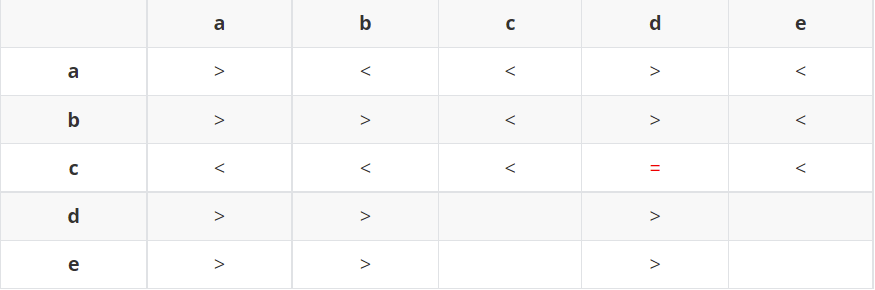 a b c d e
a > < < > <
b > > < > <
c < < < = <
d > > >
e > > >